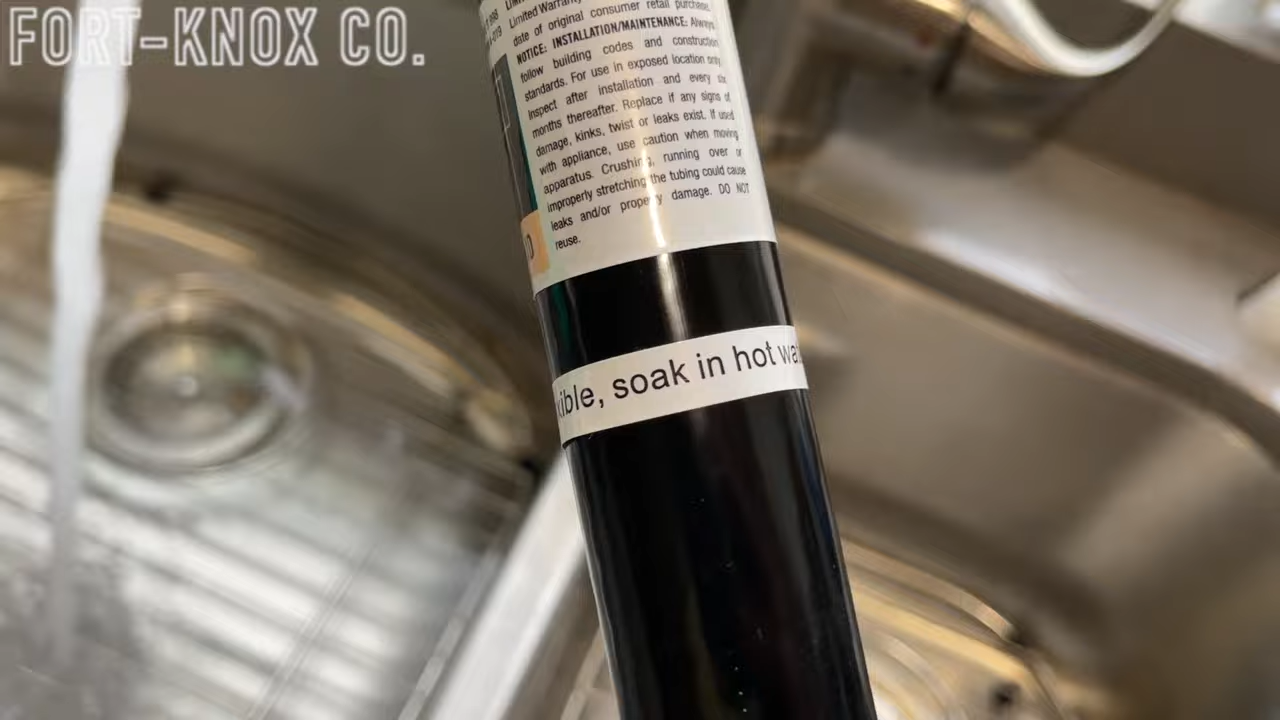 FORT-KNOX CO.
Limited Warranty
date of original consumer retail purchase.
NOTICE: INSTALLATION/MAINTENANCE: Always
follow building codes and construction
standards. For use in exposed location only.
Inspect after installation and every six
months thereafter. Replace if any signs of
damage, kinks, twist or leaks exist. If used
with appliance, use caution when moving
apparatus. Crushing, running over or
improperly stretching the tubing could cause
leaks and/or property damage. DO NOT
reuse.
xible, soak in hot wa